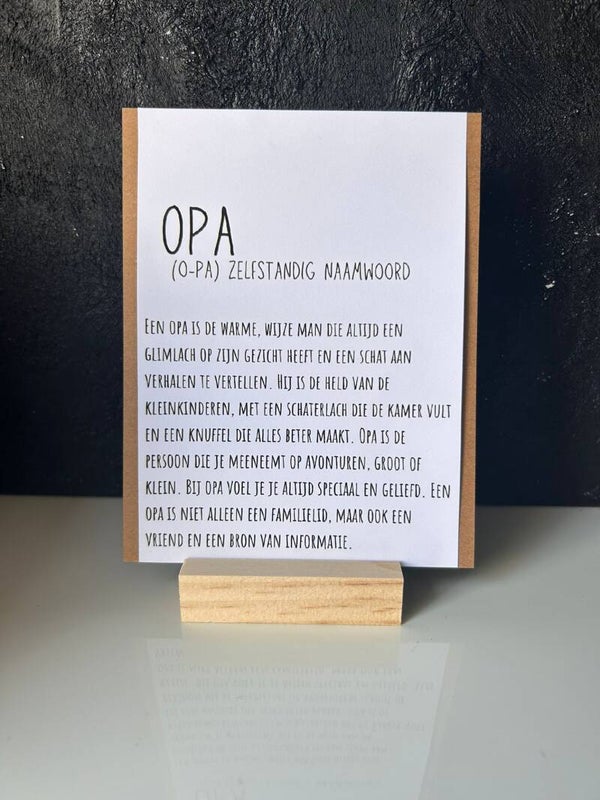 OPA
(O-PA) ZELFSTANDIG NAAMWOORD
EEN OPA IS DE WARME, WIJZE MAN DIE ALTIJD EEN
GLIMLACH OP ZIJN GEZICHT HEEFT EN EEN SCHAT AAN
VERHALEN TE VERTELLEN. HIJ IS DE HELD VAN DE
KLEINKINDEREN, MET EEN SCHATERLACH DIE DE KAMER VULT
EN EEN KNUFFEL DIE ALLES BETER MAAKT. OPA IS DE
PERSOON DIE JE MEENEEMT OP AVONTUREN, GROOT OF
KLEIN. BIJ OPA VOEL JE JE ALTIJD SPECIAAL EN GELIEFD. EEN
OPA IS NIET ALLEEN EEN FAMILIELID, MAAR OOK EEN
VRIEND EN EEN BRON VAN INFORMATIE.